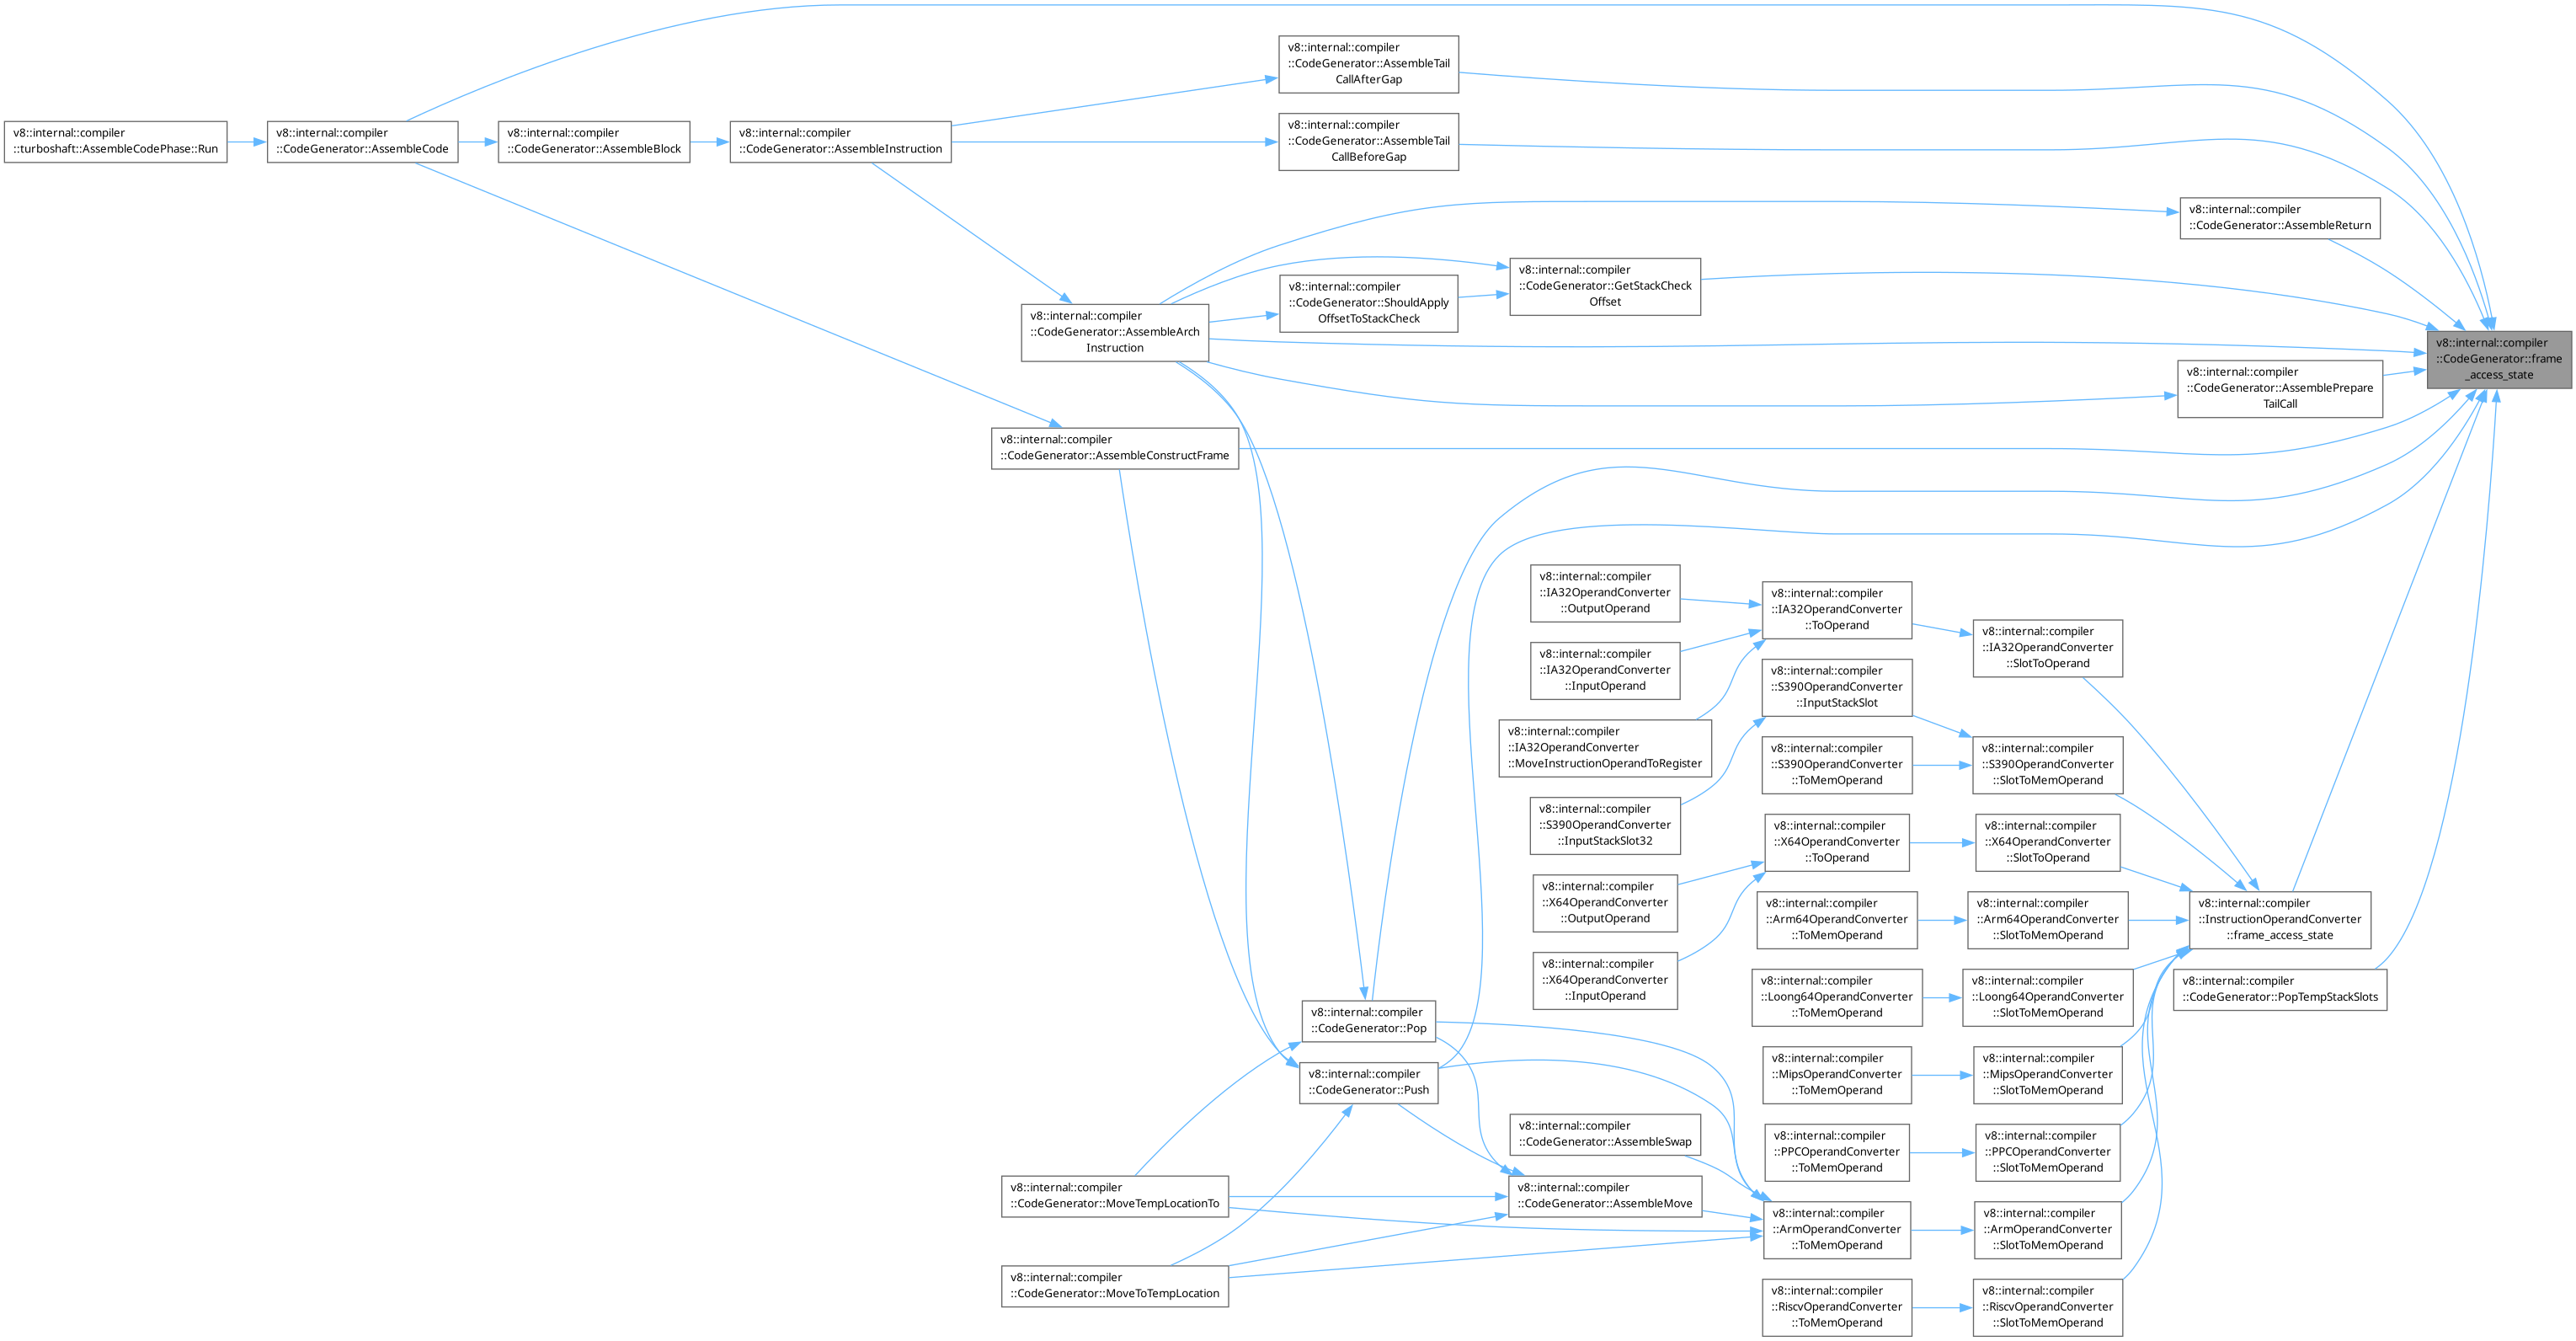 v8::internal::compiler
::CodeGenerator::AssembleTail
CallAfterGap
v8::internal::compiler
::turboshaft::AssembleCodePhase::Run
v8::internal::compiler
::CodeGenerator::AssembleCode
v8::internal::compiler
::CodeGenerator::AssembleBlock
v8::internal::compiler
::CodeGenerator::AssembleInstruction
v8::internal::compiler
::CodeGenerator::AssembleTail
CallBeforeGap
v8::internal::compiler
::CodeGenerator::AssembleReturn
v8::internal::compiler
::CodeGenerator::GetStackCheck
Offset
v8::internal::compiler
::CodeGenerator::ShouldApply
OffsetToStackCheck
v8::internal::compiler
::CodeGenerator::AssembleArch
Instruction
v8::internal::compiler
::CodeGenerator::frame
_access_state
v8::internal::compiler
::CodeGenerator::AssemblePrepare
TailCall
v8::internal::compiler
::CodeGenerator::AssembleConstructFrame
v8::internal::compiler
::IA32OperandConverter
::OutputOperand
v8::internal::compiler
::IA32OperandConverter
::ToOperand
v8::internal::compiler
::IA32OperandConverter
::SlotToOperand
v8::internal::compiler
::IA32OperandConverter
::InputOperand
v8::internal::compiler
::S390OperandConverter
::InputStackSlot
v8::internal::compiler
::IA32OperandConverter
::MoveInstructionOperandToRegister
v8::internal::compiler
::S390OperandConverter
::ToMemOperand
v8::internal::compiler
::S390OperandConverter
::SlotToMemOperand
v8::internal::compiler
::S390OperandConverter
::InputStackSlot32
v8::internal::compiler
::X64OperandConverter
::ToOperand
v8::internal::compiler
::X64OperandConverter
::SlotToOperand
v8::internal::compiler
::X64OperandConverter
::OutputOperand
v8::internal::compiler
::Arm64OperandConverter
::ToMemOperand
v8::internal::compiler
::Arm64OperandConverter
::SlotToMemOperand
v8::internal::compiler
::InstructionOperandConverter
::frame_access_state
v8::internal::compiler
::X64OperandConverter
::InputOperand
v8::internal::compiler
::Loong64OperandConverter
::ToMemOperand
v8::internal::compiler
::Loong64OperandConverter
::SlotToMemOperand
v8::internal::compiler
::CodeGenerator::PopTempStackSlots
v8::internal::compiler
::CodeGenerator::Pop
v8::internal::compiler
::CodeGenerator::Push
v8::internal::compiler
::MipsOperandConverter
::ToMemOperand
v8::internal::compiler
::MipsOperandConverter
::SlotToMemOperand
v8::internal::compiler
::CodeGenerator::AssembleSwap
v8::internal::compiler
::PPCOperandConverter
::ToMemOperand
v8::internal::compiler
::PPCOperandConverter
::SlotToMemOperand
v8::internal::compiler
::CodeGenerator::MoveTempLocationTo
v8::internal::compiler
::CodeGenerator::AssembleMove
v8::internal::compiler
::ArmOperandConverter
::ToMemOperand
v8::internal::compiler
::ArmOperandConverter
::SlotToMemOperand
v8::internal::compiler
::CodeGenerator::MoveToTempLocation
v8::internal::compiler
::RiscvOperandConverter
::ToMemOperand
v8::internal::compiler
::RiscvOperandConverter
::SlotToMemOperand